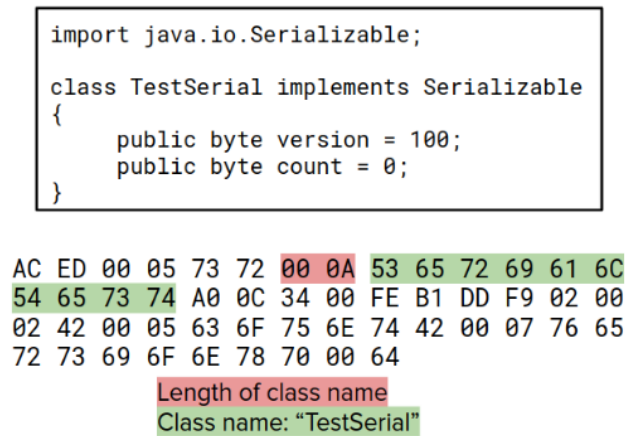 import java.io.Serializable;
class TestSerial implements Serializable
{
public byte version = 100;
public byte count = 0;
}
AC ED 00 05 73 72 00 0A 53 65 72 69 61 6C
54 65 73 74 A0 0C 34 00 FE B1 DD F9 02 00
02 42 00 05 63 6F 75 6E 74 42 00 07 76 65
72 73 69 6F 6E 78 70 00 64
Length of class name
Class name: “TestSerial”